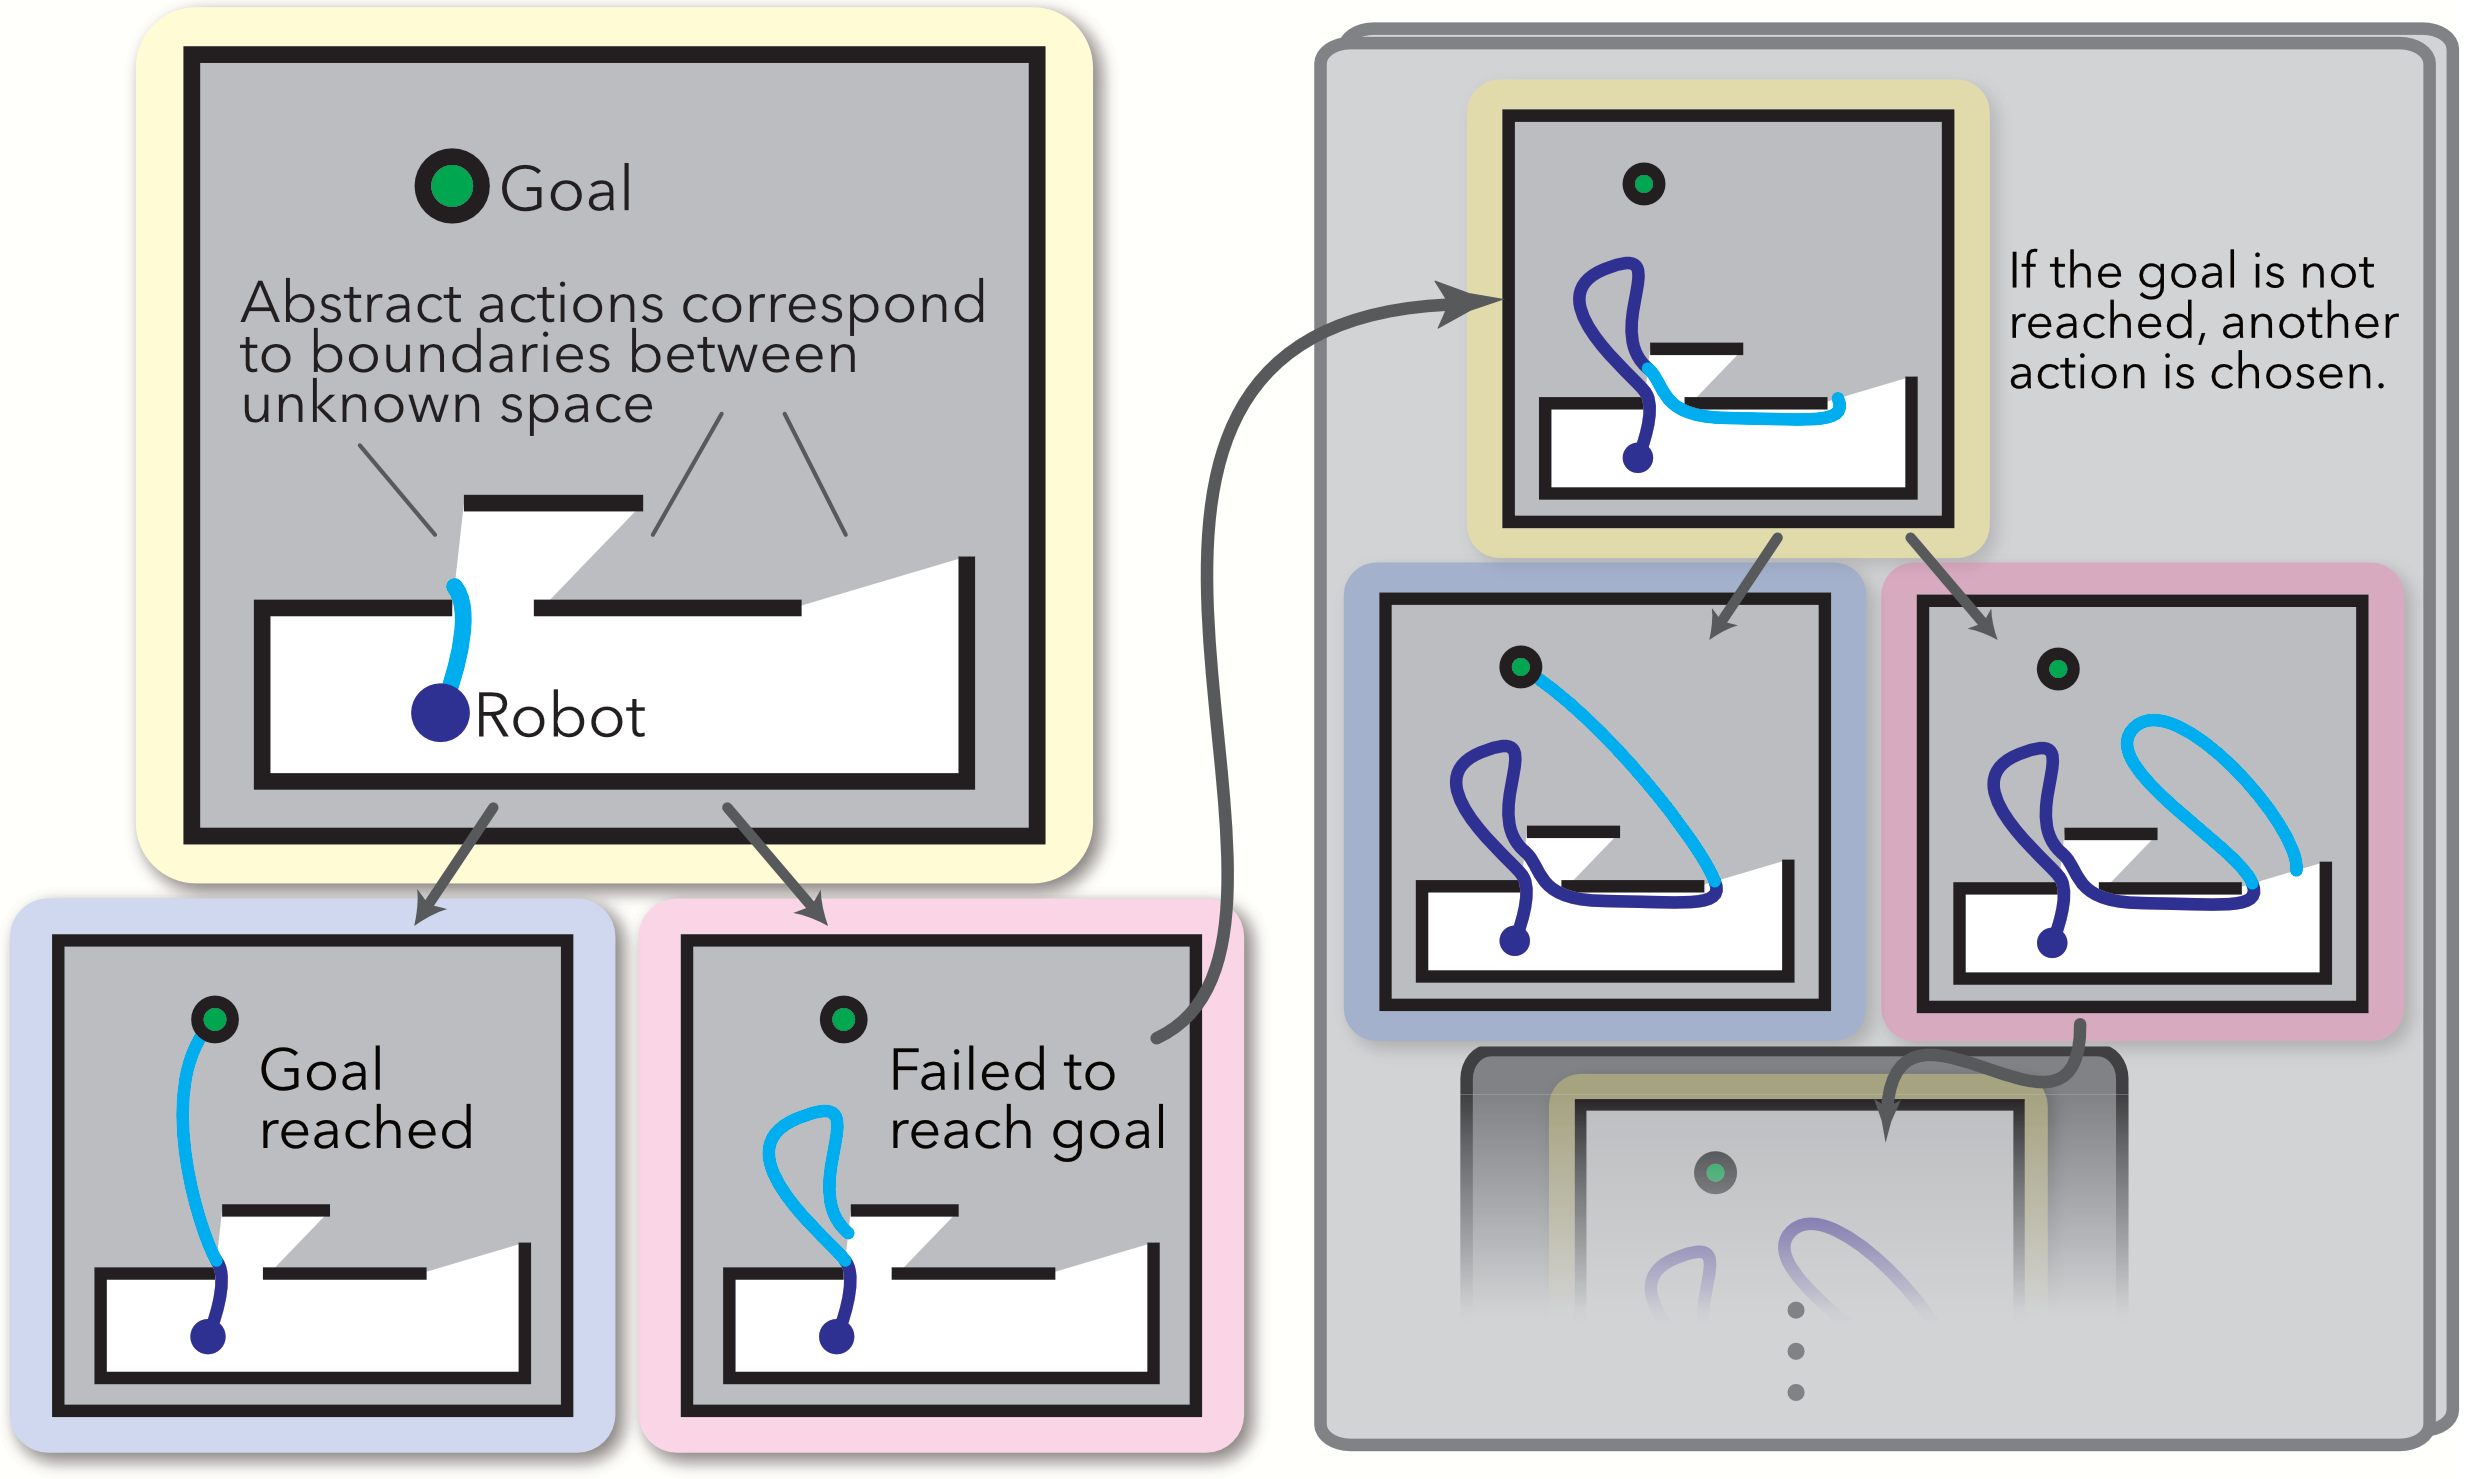 Goal
Abstract actions correspond
to boundaries between
unknown space
Robot
Goal
reached
Failed to
reach goal
If the goal is not
reached, another
action is chosen.